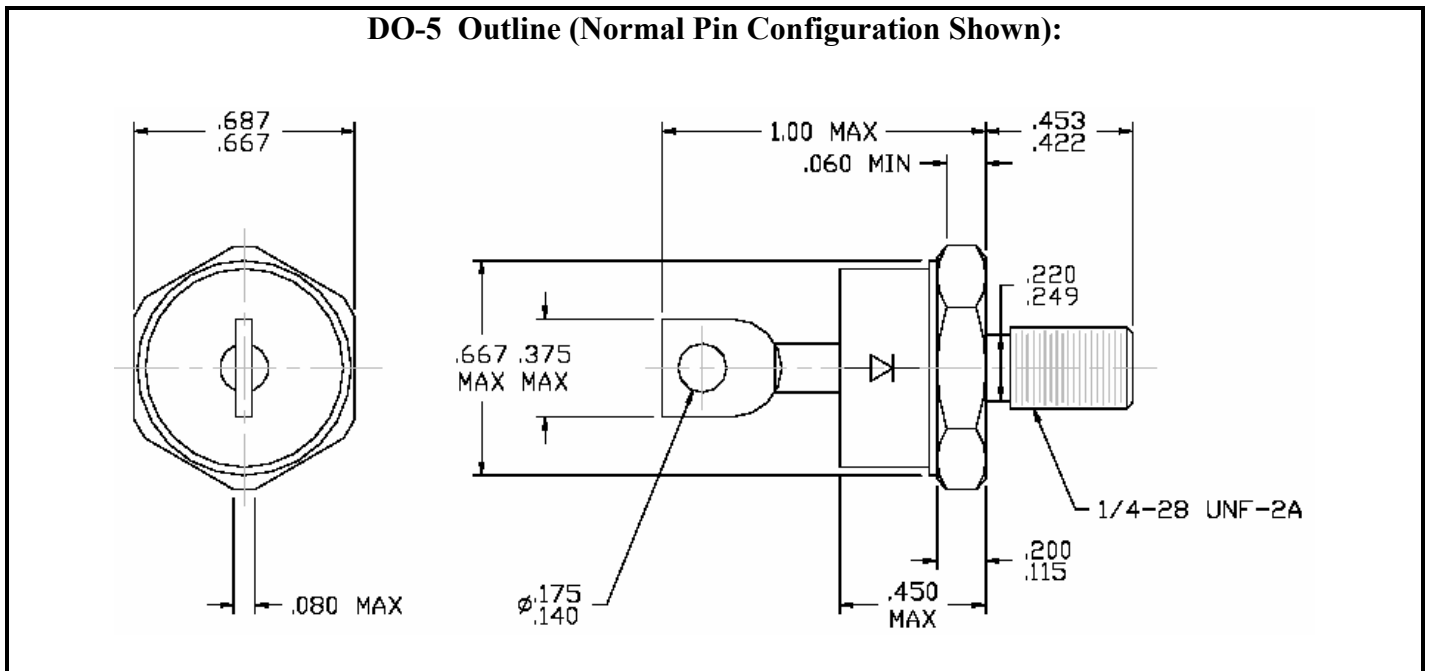 DO-5 Outline (Normal Pin Configuration Shown):
.687
.667
1.00 MAX
.453
.422
.060 MIN
.220
.249
.667 .375
MAX MAX
1/4-28 UNF-2A
.200
.115
ø.175
.140
.450
MAX
.080 MAX